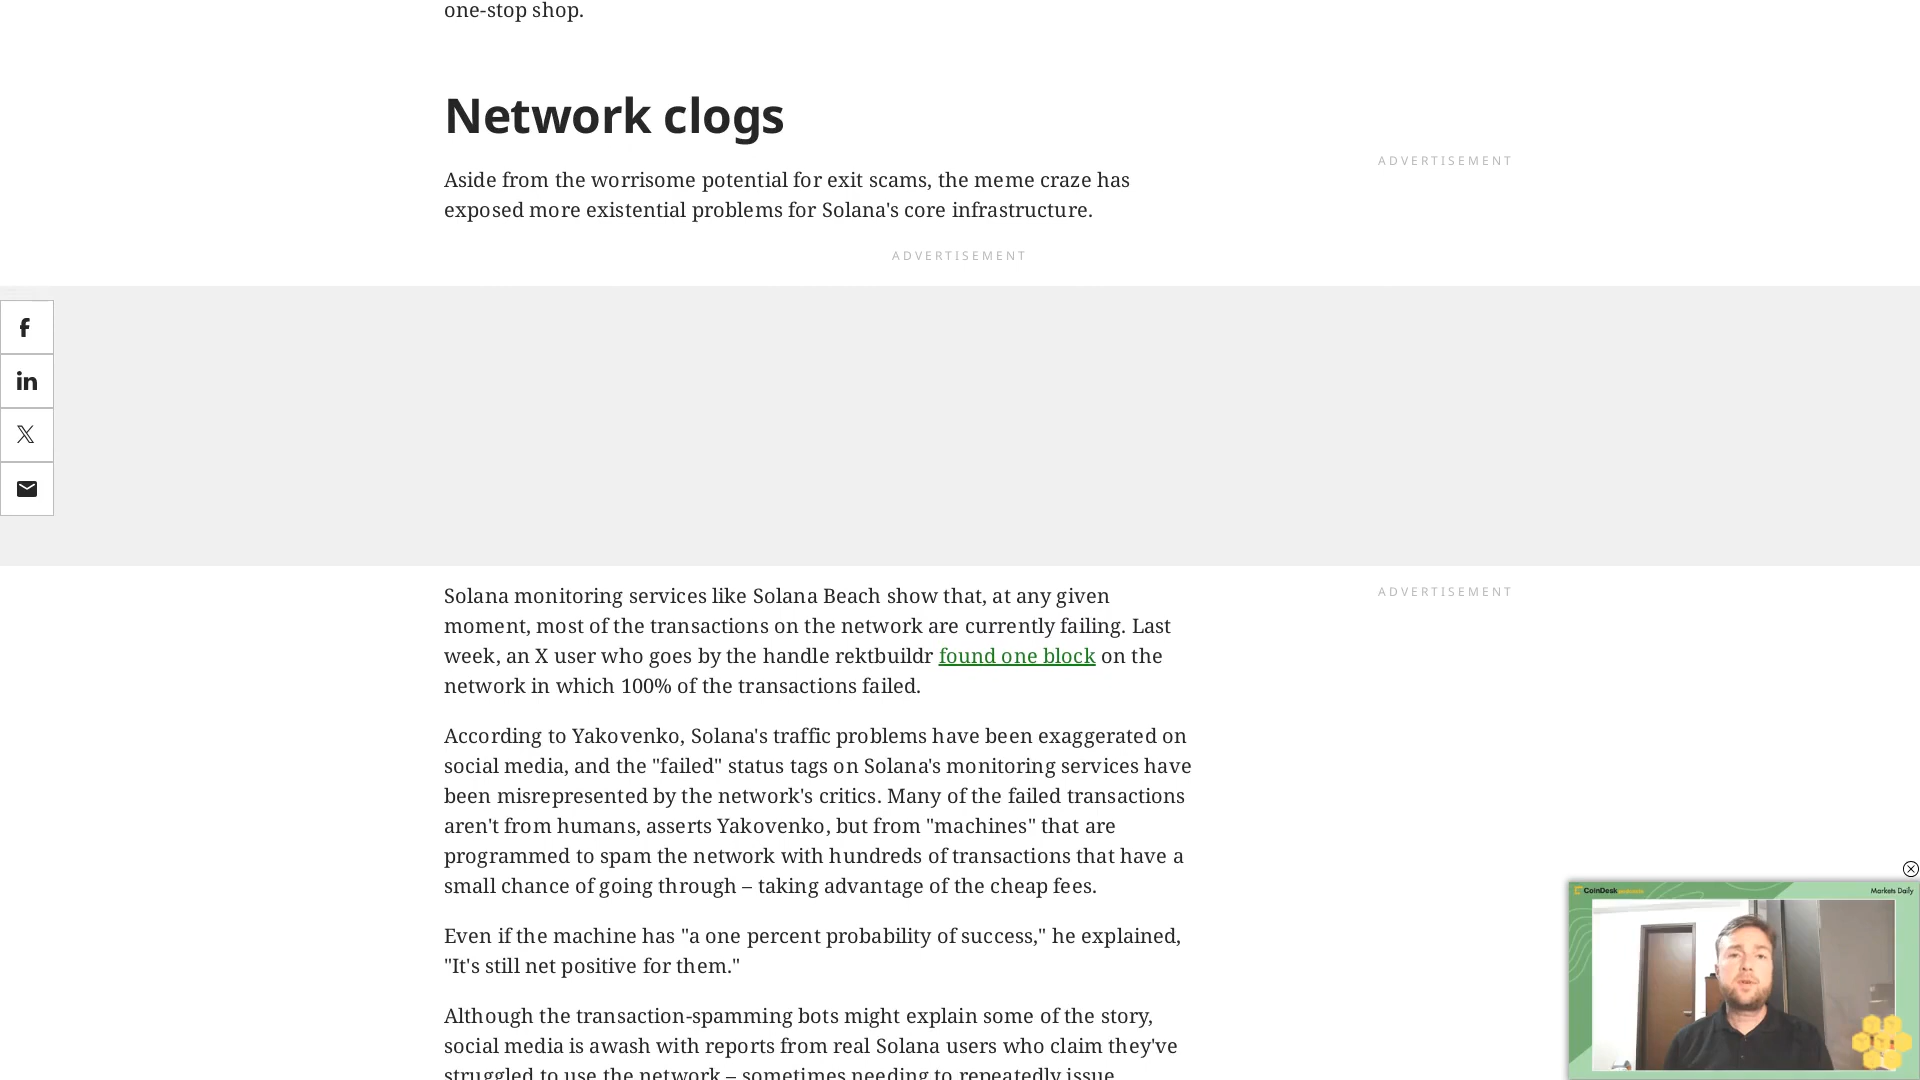 one-stop shop.
Network clogs
Aside from the worrisome potential for exit scams, the meme craze has
exposed more existential problems for Solana's core infrastructure.
ADVERTISEMENT
ADVERTISEMENT
Solana monitoring services like Solana Beach show that, at any given
moment, most of the transactions on the network are currently failing. Last
week, an X user who goes by the handle rektbuildr found one block on the
network in which 100% of the transactions failed.
ADVERTISEMENT
According to Yakovenko, Solana's traffic problems have been exaggerated on
social media, and the "failed" status tags on Solana's monitoring services have
been misrepresented by the network's critics. Many of the failed transactions
aren't from humans, asserts Yakovenko, but from "machines" that are
programmed to spam the network with hundreds of transactions that have a
small chance of going through – taking advantage of the cheap fees.
Even if the machine has "a one percent probability of success," he explained,
"It's still net positive for them."
Although the transaction-spamming bots might explain some of the story,
social media is awash with reports from real Solana users who claim they've
struggled to use the network – sometimes needing to repeatedly issue
CoinDesk
Markets Daily